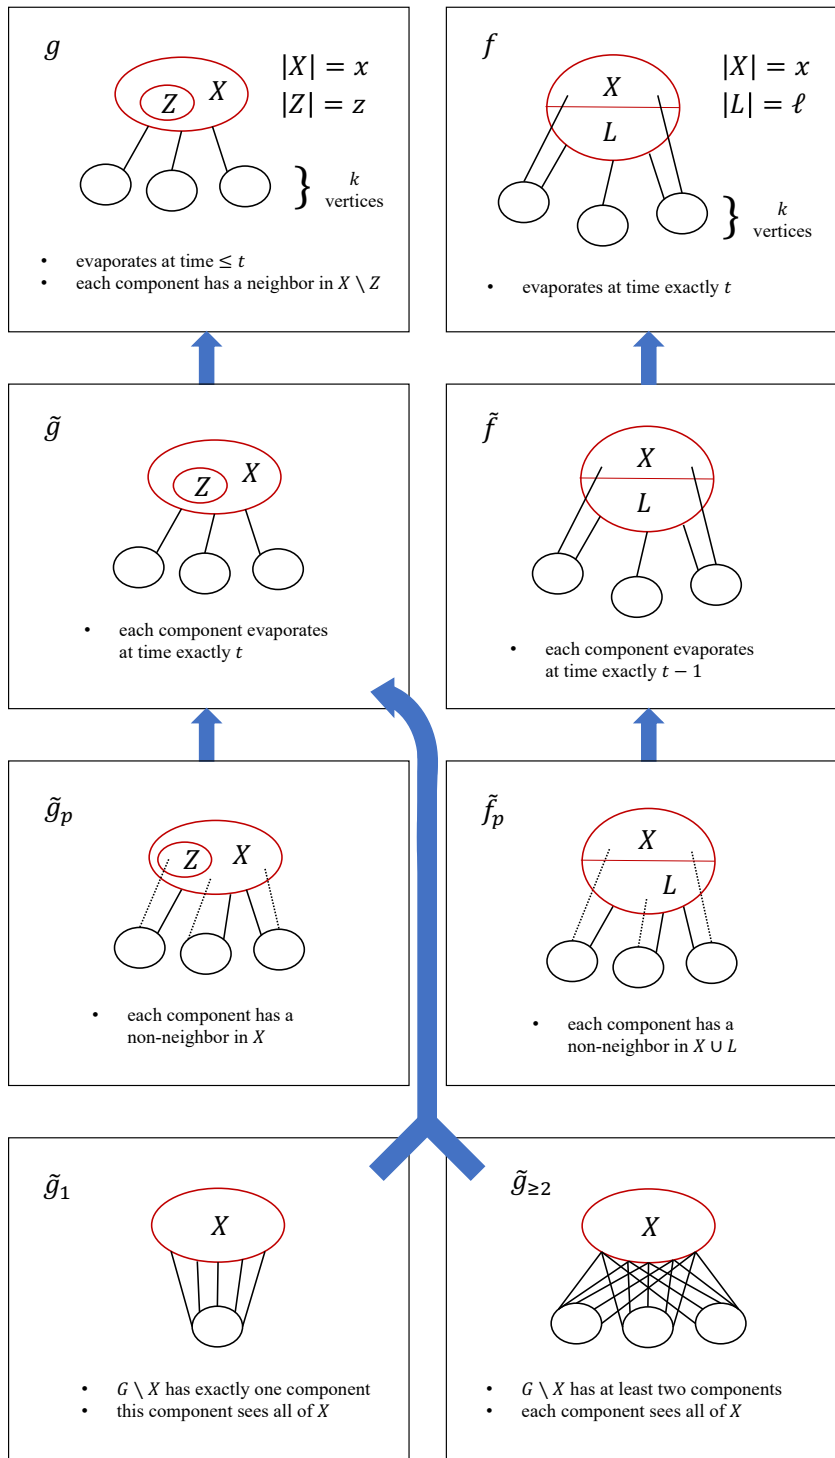 g
|X| = x
|Z| = z
Z X
} k
vertices
• evaporates at time ≤ t
• each component has a neighbor in X \ Z
f
|X| = x
|L| = ℓ
X
L
} k
vertices
• evaporates at time exactly t
g̃
X
Z
• each component evaporates
at time exactly t
f̃
X
L
• each component evaporates
at time exactly t − 1
g̃ₚ
Z X
• each component has a
non-neighbor in X
f̃ₚ
X
L
• each component has a
non-neighbor in X ∪ L
g̃₁
X
• G \ X has exactly one component
• this component sees all of X
g̃≥₂
X
• G \ X has at least two components
• each component sees all of X